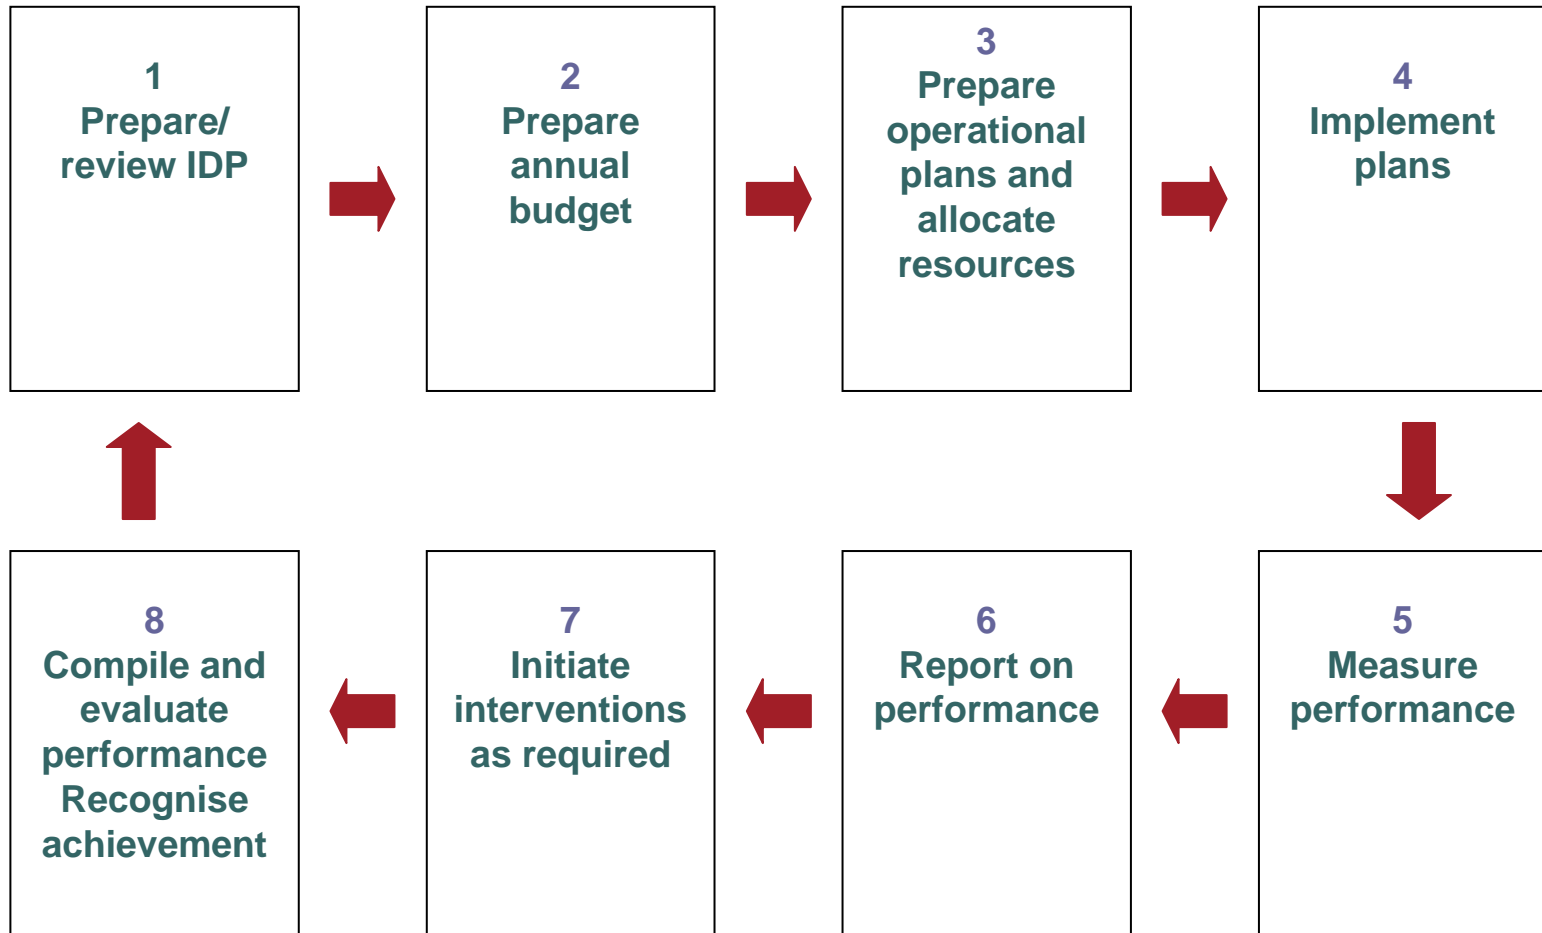 1
Prepare/
review IDP
2
Prepare
annual
budget
3
Prepare
operational
plans and
allocate
resources
4
Implement
plans
8
Compile and
evaluate
performance
Recognise
achievement
7
Initiate
interventions
as required
6
Report on
performance
5
Measure
performance